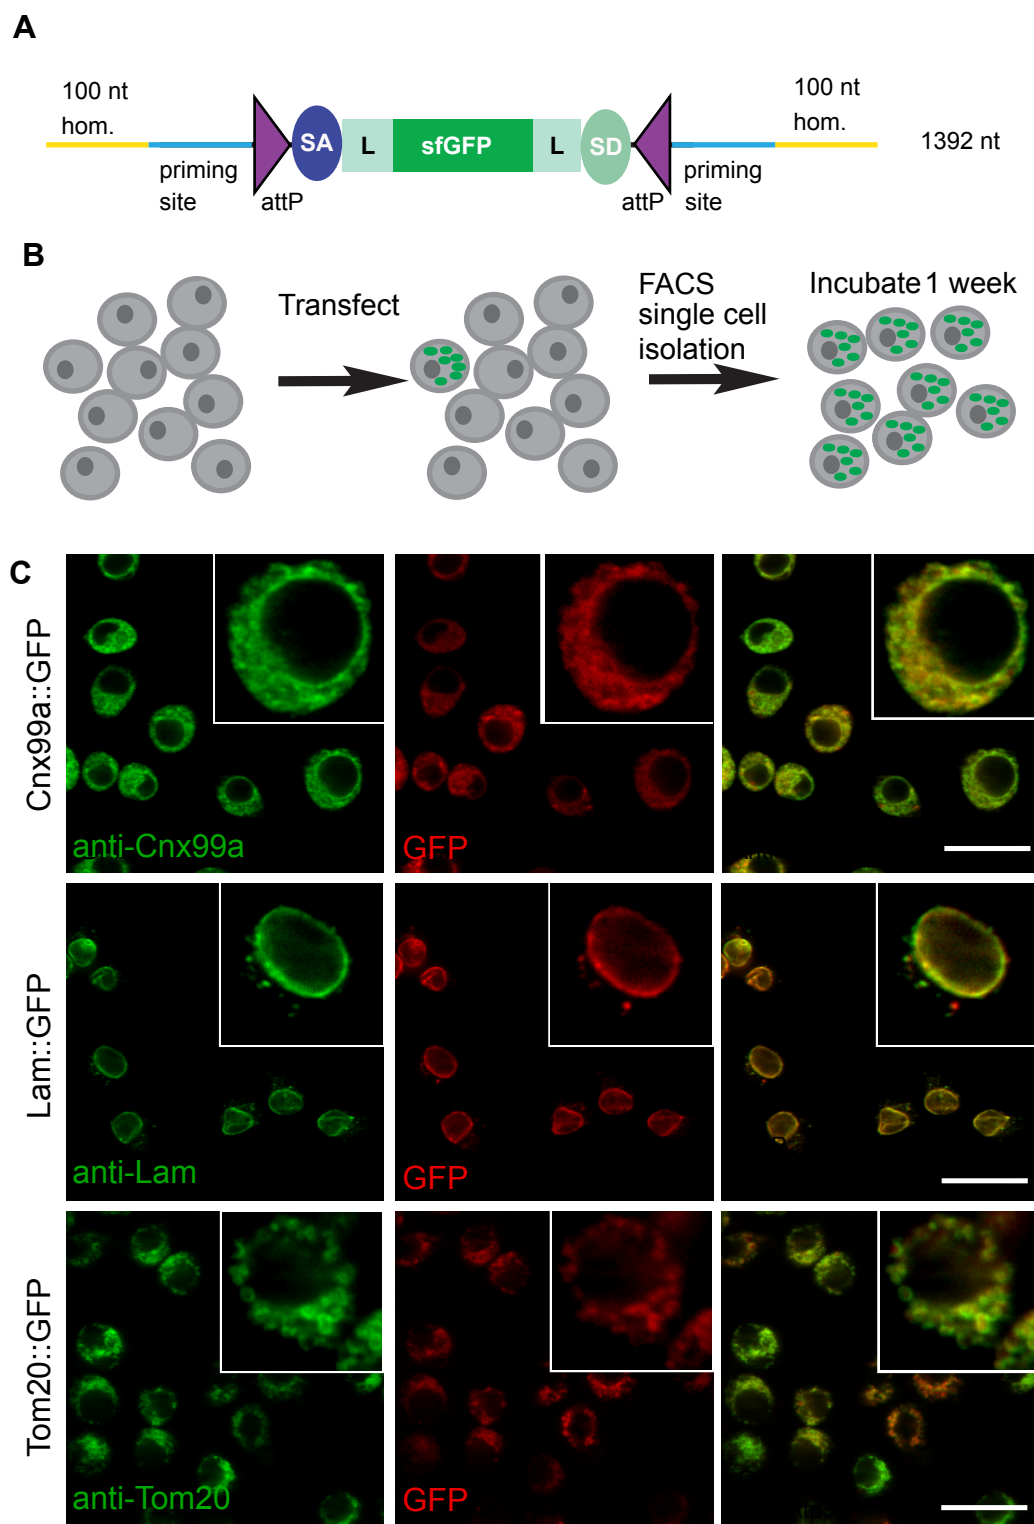 A
100 nt
hom.
100 nt
hom.
1392 nt
SA
L
sfGFP
L
SD
priming
site
attP
attP
priming
site
B
Transfect
FACS
single cell
isolation
Incubate 1 week
C
Cnx99a::GFP
anti-Cnx99a
GFP
Lam::GFP
anti-Lam
GFP
Tom20::GFP
anti-Tom20
GFP